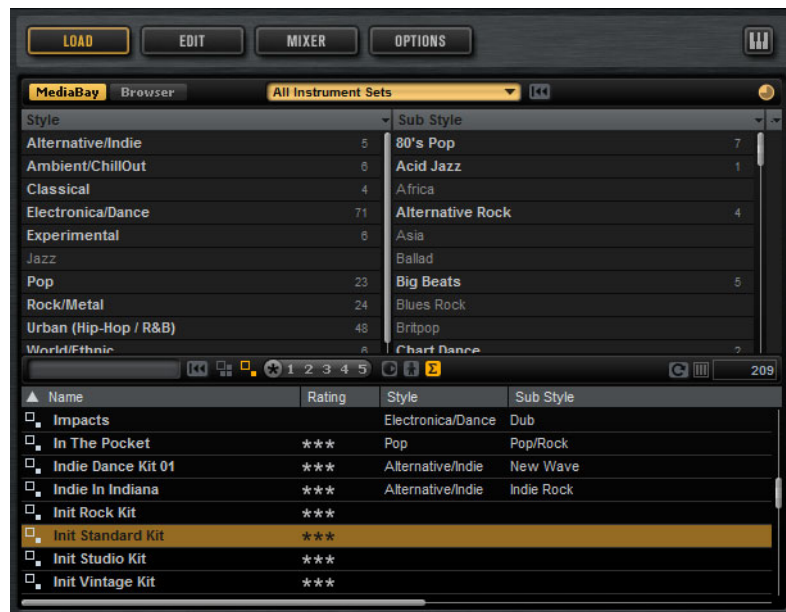 LOAD EDIT MIXER OPTIONS
MediaBay Browser All Instrument Sets
Style Sub Style
Alternative/Indie 5 80's Pop 7
Ambient/ChillOut 6 Acid Jazz 1
Classical 4 Africa
Electronica/Dance 71 Alternative Rock 4
Experimental 6 Asia
Jazz Ballad
Pop 23 Big Beats 5
Rock/Metal 24 Blues Rock
Urban (Hip-Hop / R&B) 48 Britpop
World/Ethnic 6 Chart Dance 2
1 2 3 4 5 Σ 209
Name Rating Style Sub Style
Impacts Electronica/Dance Dub
In The Pocket *** Pop Pop/Rock
Indie Dance Kit 01 *** Alternative/Indie New Wave
Indie In Indiana *** Alternative/Indie Indie Rock
Init Rock Kit ***
Init Standard Kit ***
Init Studio Kit ***
Init Vintage Kit ***